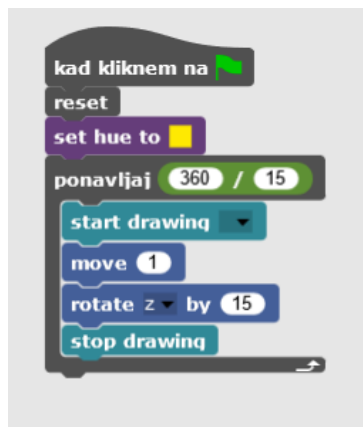 kad kliknem na
reset
set hue to
ponavljaj 360 / 15
start drawing
move 1
rotate z by 15
stop drawing